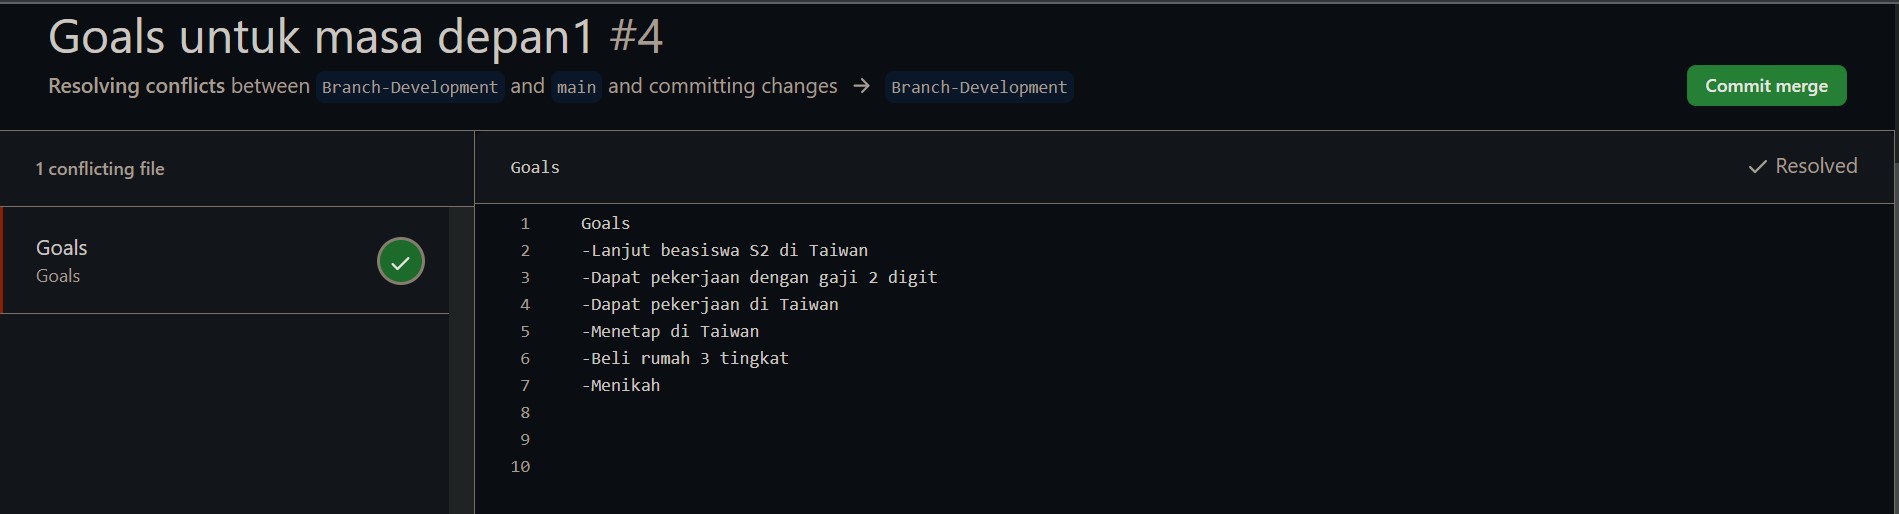 Goals untuk masa depan1 #4
Resolving conflicts between Branch-Development and main and committing changes → Branch-Development
Commit merge
1 conflicting file
Goals
Resolved
Goals
Goals
1 Goals
2 -Lanjut beasiswa S2 di Taiwan
3 -Dapat pekerjaan dengan gaji 2 digit
4 -Dapat pekerjaan di Taiwan
5 -Menetap di Taiwan
6 -Beli rumah 3 tingkat
7 -Menikah
8
9
10